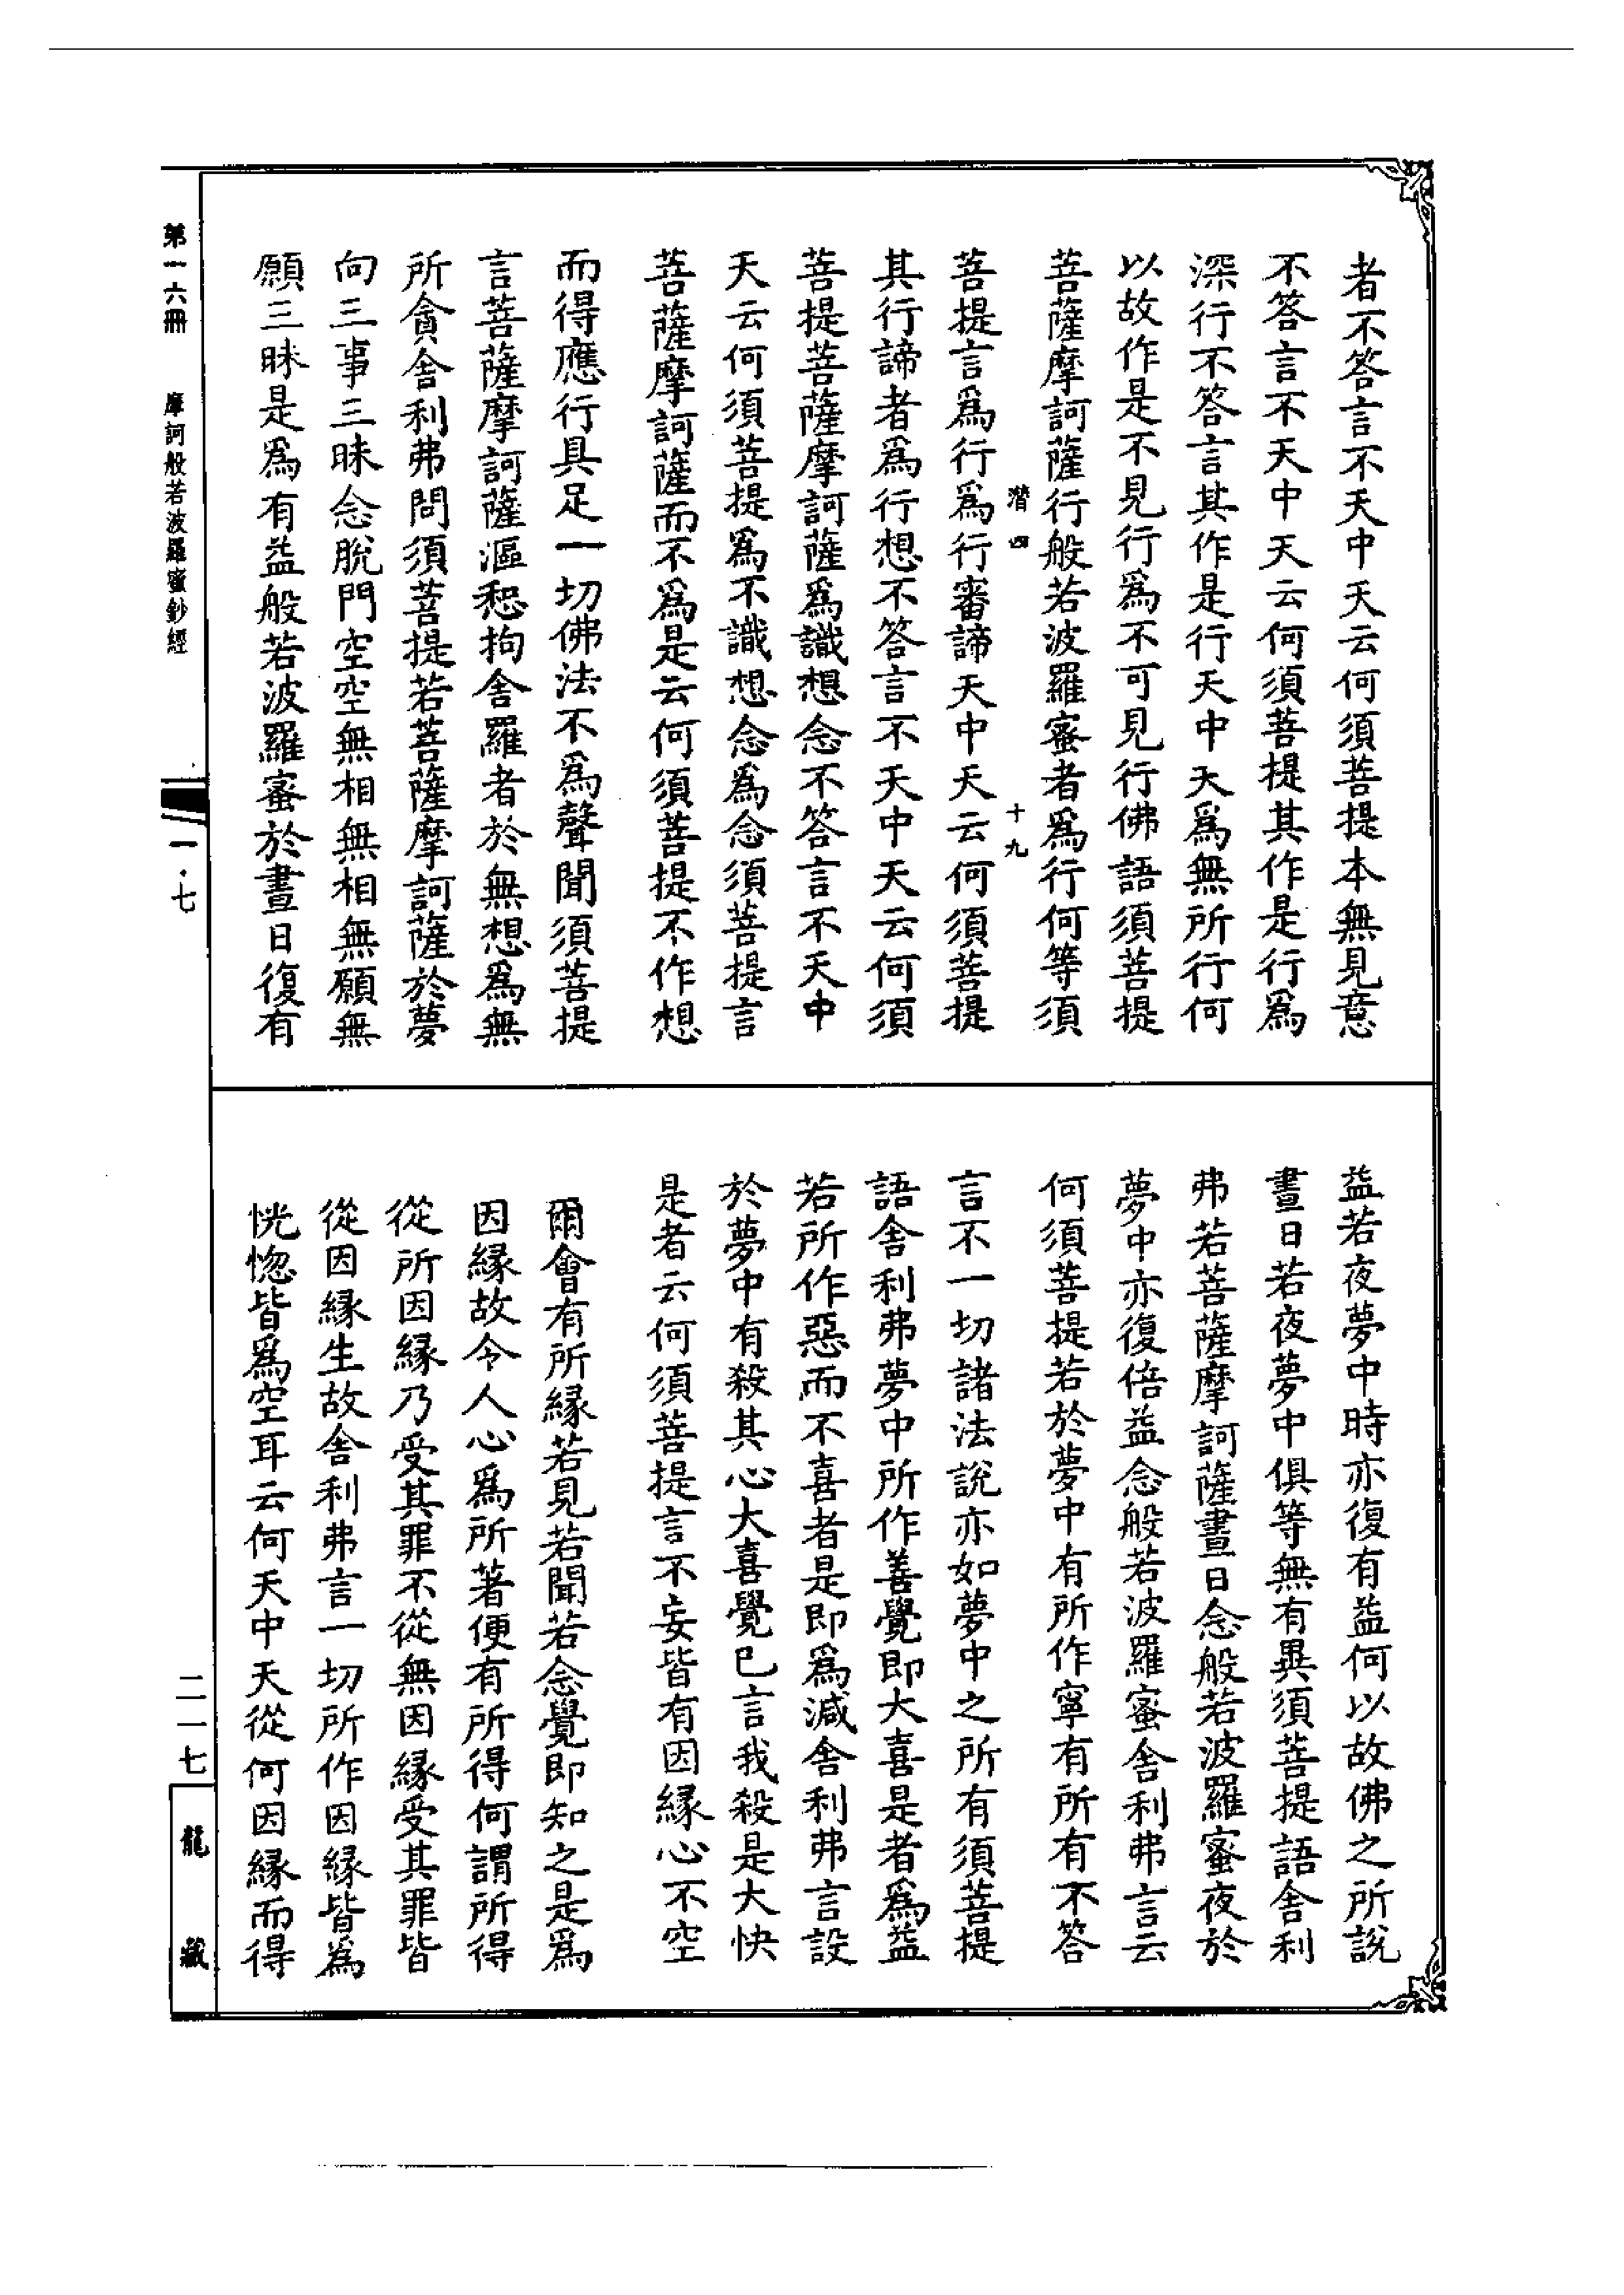 者不答言不天中天云何須菩提本無見意
不答言不天中天云何須菩提其作是行爲
深行不答言其作是行天中天爲無所行何
以故作是不見行爲不可見行佛語須菩提
菩薩摩訶薩行般若波羅蜜者爲行何等須
潛四 十九
菩提言爲行爲行審諦天中天云何須菩提
其行諦者爲行想不答言不天中天云何須
菩提菩薩摩訶薩爲識想念不答言不天中
天云何須菩提爲不識想念爲念須菩提言
菩薩摩訶薩而不爲是云何須菩提不作想
而得應行具足一切佛法不爲聲聞須菩提
言菩薩摩訶薩漚惒拘舍羅者於無想爲無
所貪舍利弗問須菩提若菩薩摩訶薩於夢
向三事三昧念脫門空空無相無相無願無
願三昧是爲有益般若波羅蜜於晝日復有
益若夜夢中時亦復有益何以故佛之所說
晝日若夜夢中俱等無有異須菩提語舍利
弗若菩薩摩訶薩晝日念般若波羅蜜夜於
夢中亦復倍益念般若波羅蜜舍利弗言云
何須菩提若於夢中有所作寧有所有不答
言不一切諸法說亦如夢中之所有須菩提
語舍利弗夢中所作善覺即大喜是者爲益
若所作惡而不喜者是即爲減舍利弗言設
於夢中有殺其心大喜覺已言我殺是大快
是者云何須菩提言不妄皆有因緣心不空
爾會有所緣若見若聞若念覺即知之是爲
因緣故令人心爲所著便有所得何謂所得
從所因緣乃受其罪不從無因緣受其罪皆
從因緣生故舍利弗言一切所作因緣皆爲
恍惚皆爲空耳云何天中天從何因緣而得
第一六冊 摩訶般若波羅蜜鈔經
一·七
二一七
龍藏